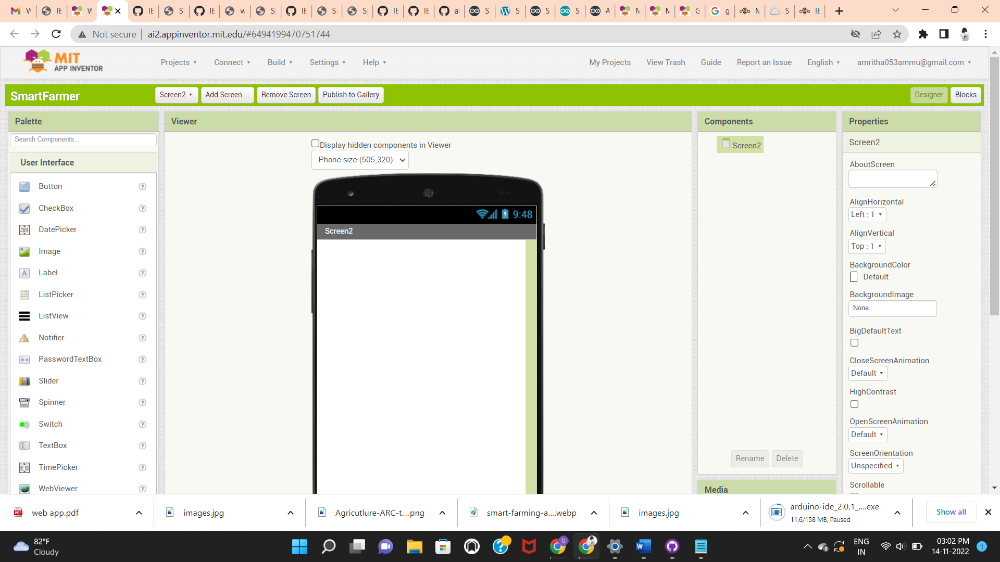 Not secure | ai2.appinventor.mit.edu/#6494199470751744
MIT
APP INVENTOR
Projects Connect Build Settings Help My Projects View Trash Guide Report an Issue English amritha053ammu@gmail.com
SmartFarmer Screen2 Add Screen ... Remove Screen Publish to Gallery Designer Blocks
Palette
Search Components...
User Interface
Button
CheckBox
DatePicker
Image
Label
ListPicker
ListView
Notifier
PasswordTextBox
Slider
Spinner
Switch
TextBox
TimePicker
WebViewer
Viewer
Display hidden components in Viewer
Phone size (505,320)
9:48
Screen2
Components
Screen2
Rename Delete
Media
Properties
Screen2
AboutScreen
AlignHorizontal
Left : 1
AlignVertical
Top : 1
BackgroundColor
Default
BackgroundImage
None...
BigDefaultText
CloseScreenAnimation
Default
HighContrast
OpenScreenAnimation
Default
ScreenOrientation
Unspecified
Scrollable
web app.pdf
images.jpg
Agricutlure-ARC-t....png
smart-farming-a....webp
images.jpg
arduino-ide_2.0.1_....exe
11.6/158 MB, Paused
Show all
82°F
Cloudy
ENG
IN
03:02 PM
14-11-2022
1